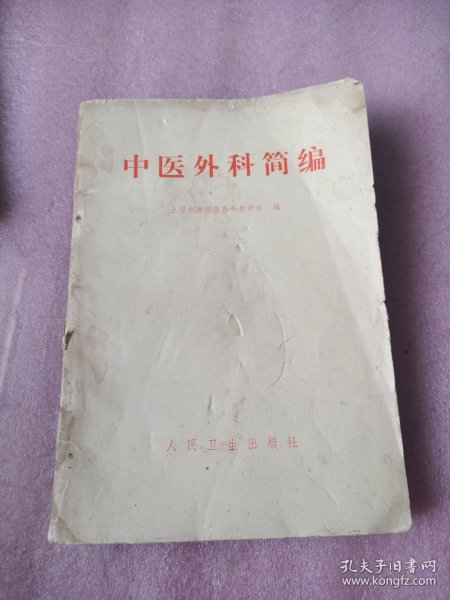 中医外科简编
上海中医学院外科教研组 编
人民卫生出版社
孔夫子旧书网
www.kongfz.com